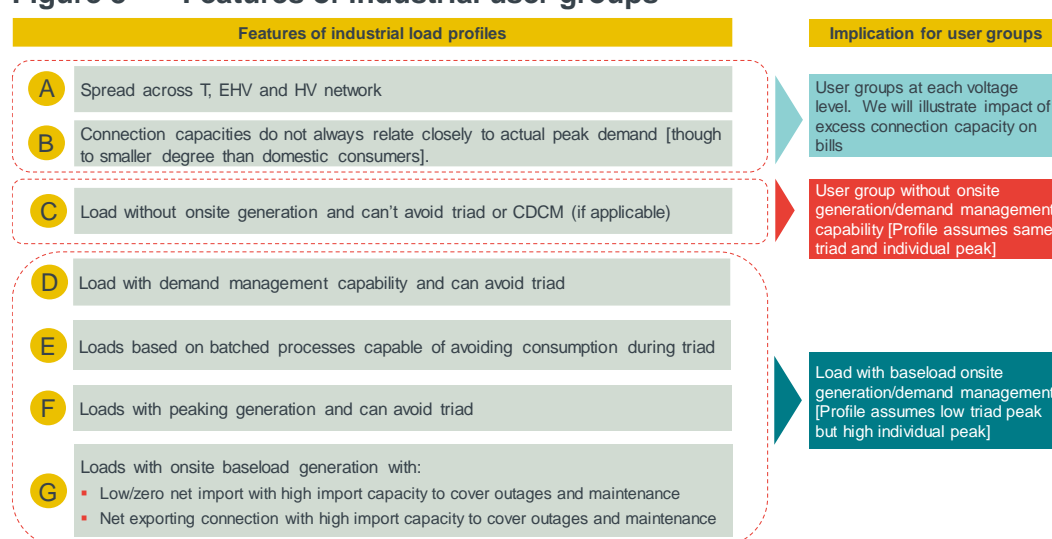 Features of industrial user groups
Features of industrial load profiles
Implication for user groups
A
Spread across T, EHV and HV network
B
Connection capacities do not always relate closely to actual peak demand [though
to smaller degree than domestic consumers].
User groups at each voltage
level. We will illustrate impact of
excess connection capacity on
bills
C
Load without onsite generation and can't avoid triad or CDCM (if applicable)
User group without onsite
generation/demand management
capability [Profile assumes same
triad and individual peak]
D
Load with demand management capability and can avoid triad
E
Loads based on batched processes capable of avoiding consumption during triad
F
Loads with peaking generation and can avoid triad
G
Loads with onsite baseload generation with:
▪ Low/zero net import with high import capacity to cover outages and maintenance
▪ Net exporting connection with high import capacity to cover outages and maintenance
Load with baseload onsite
generation/demand management
[Profile assumes low triad peak
but high individual peak]